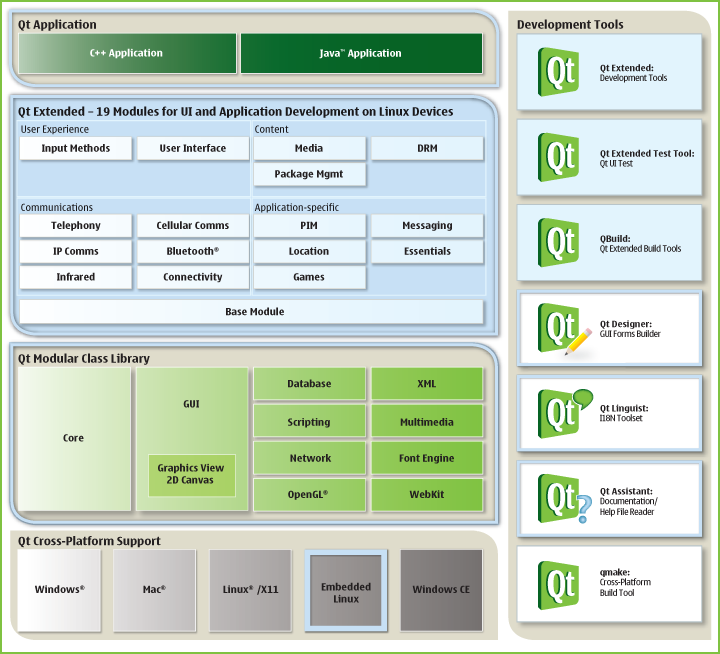 Qt Application
C++ Application
Java™ Application
Qt Extended – 19 Modules for UI and Application Development on Linux Devices
User Experience
Input Methods
User Interface
Content
Media
DRM
Package Mgmt
Communications
Telephony
Cellular Comms
IP Comms
Bluetooth®
Infrared
Connectivity
Application-specific
PIM
Messaging
Location
Essentials
Games
Base Module
Qt Modular Class Library
Core
GUI
Graphics View
2D Canvas
Database
XML
Scripting
Multimedia
Network
Font Engine
OpenGL®
WebKit
Qt Cross-Platform Support
Windows®
Mac®
Linux® /X11
Embedded
Linux
Windows CE
Development Tools
Qt
Qt Extended:
Development Tools
Qt
Qt Extended Test Tool:
Qt UI Test
Qt
QBuild:
Qt Extended Build Tools
Qt
Qt Designer:
GUI Forms Builder
Qt
Qt Linguist:
I18N Toolset
Qt
?
Qt Assistant:
Documentation/
Help File Reader
Qt
qmake:
Cross-Platform
Build Tool